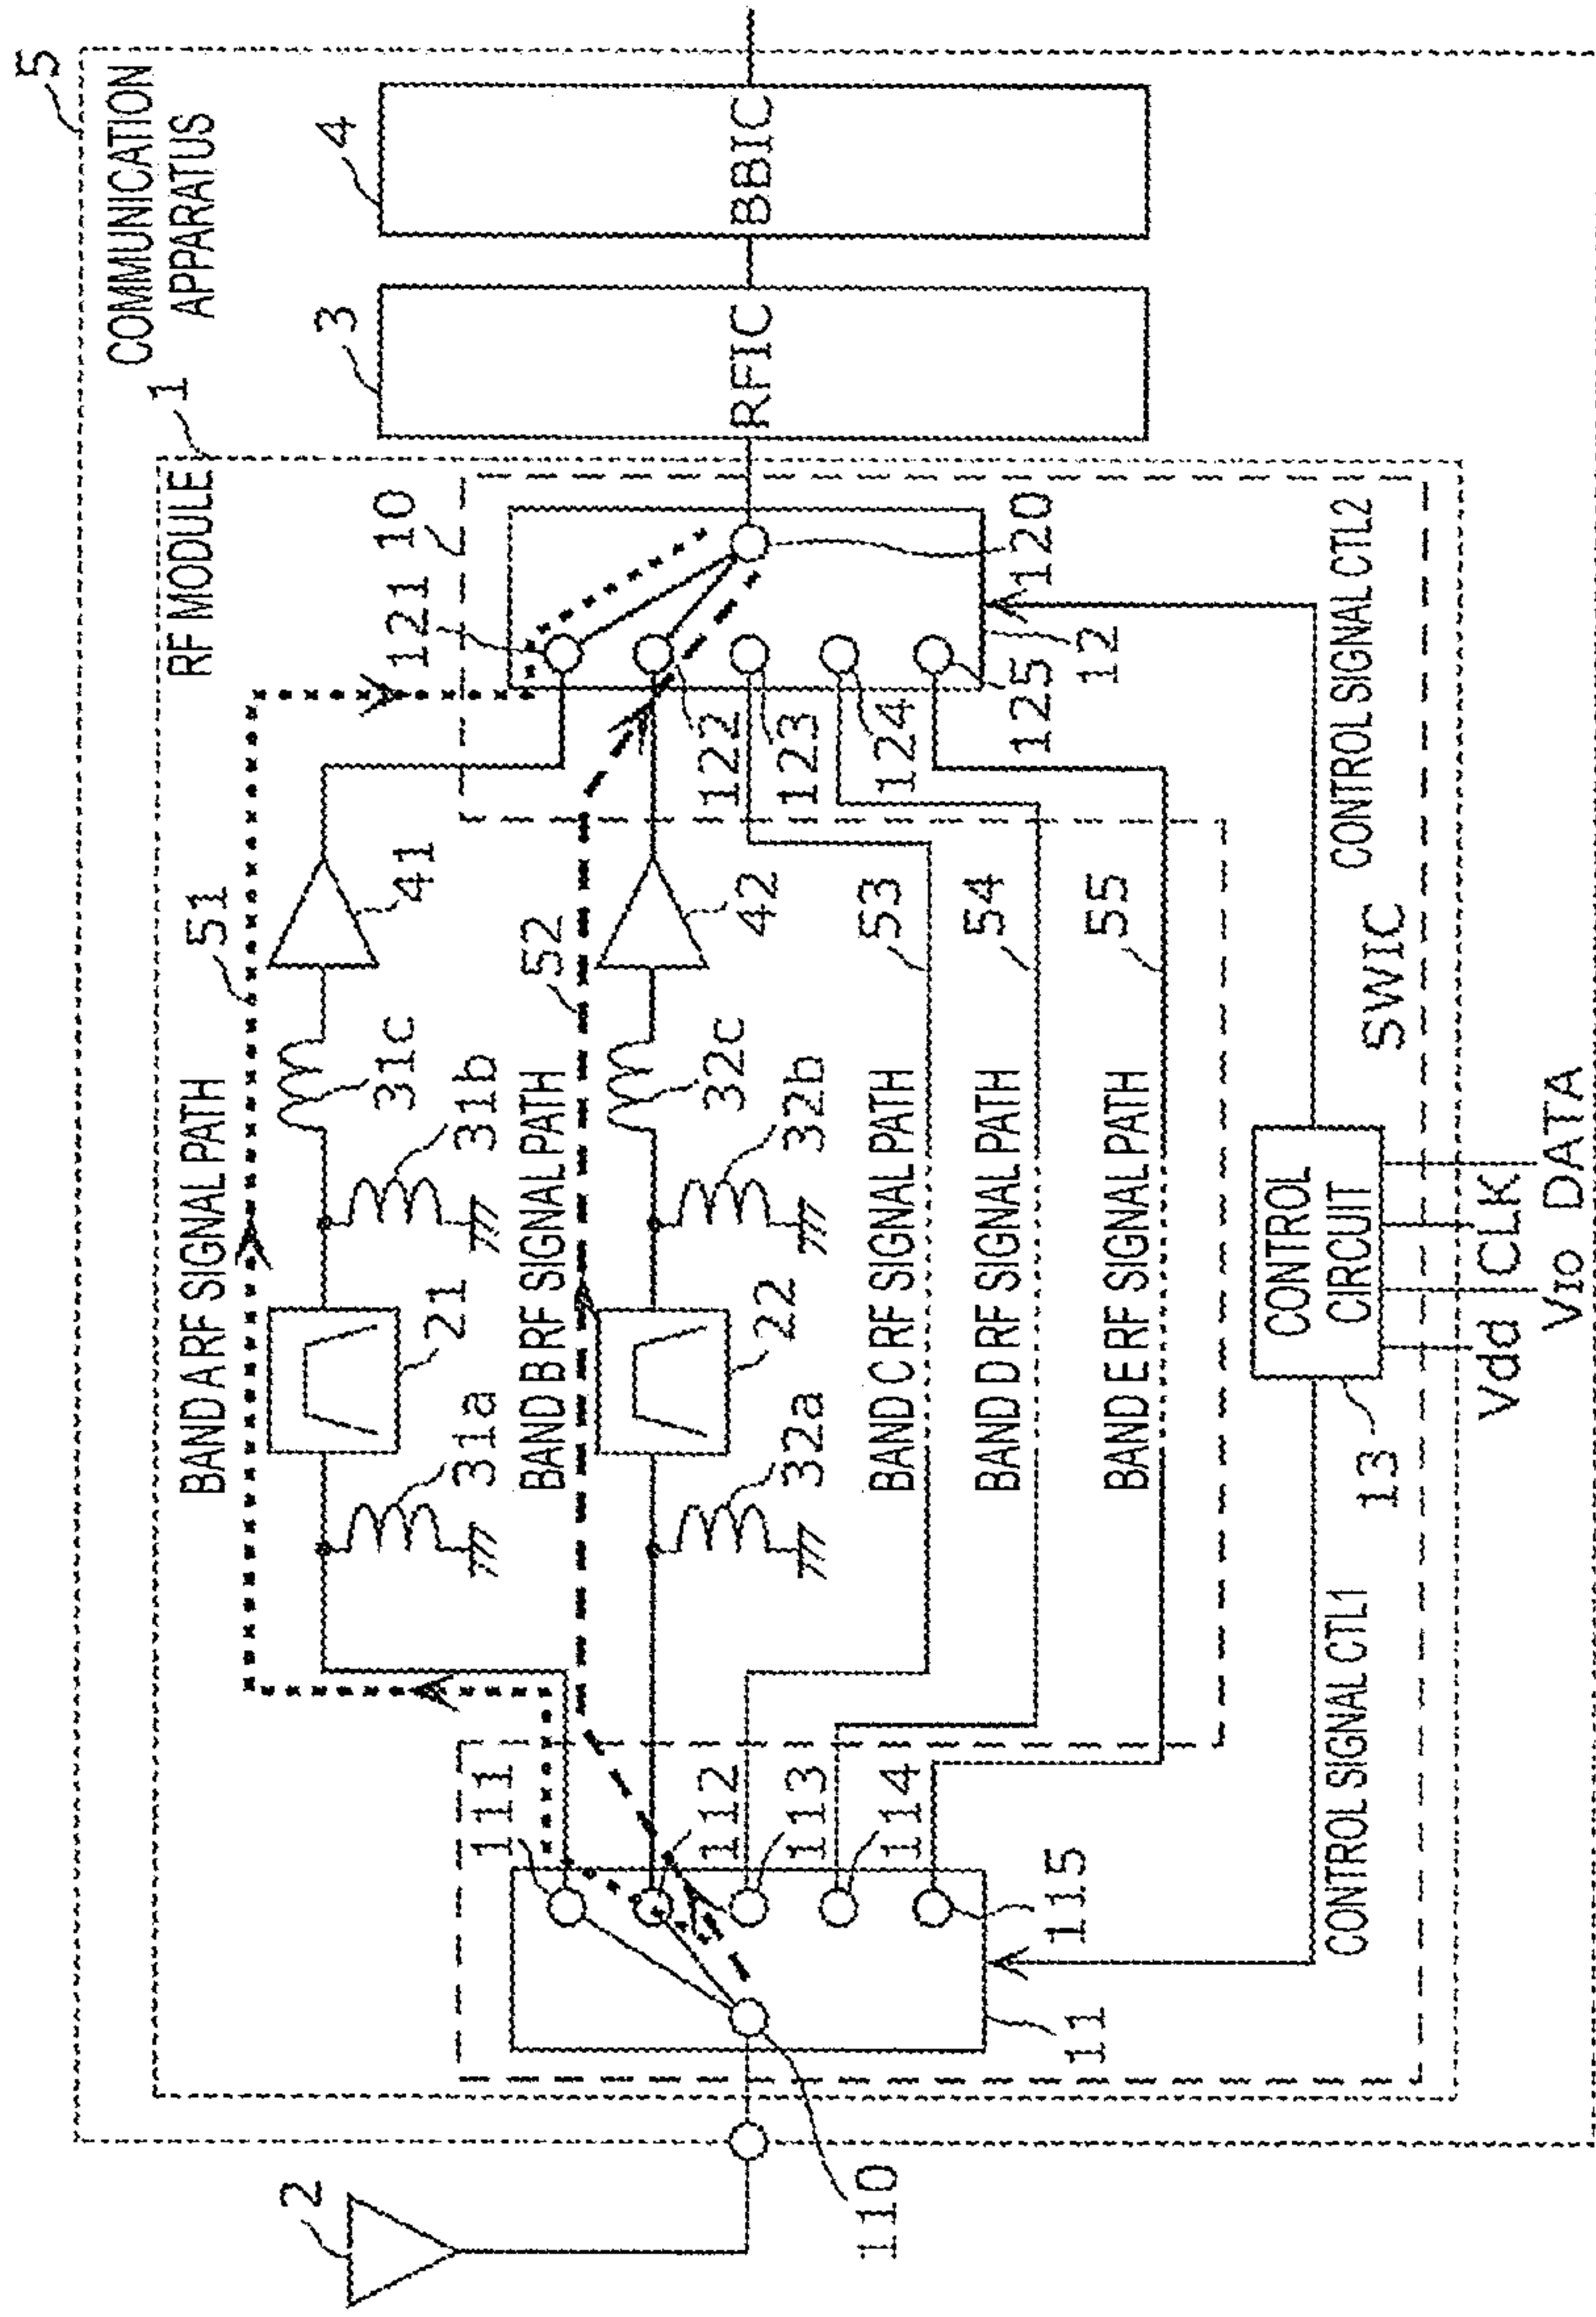 5
COMMUNICATION
APPARATUS
1
RF MODULE
3
4
RFIC
BBIC
10
121
120
122
123
124
125
12
BAND A RF SIGNAL PATH
51
21
31a
31b
31c
41
BAND B RF SIGNAL PATH
52
22
32a
32b
32c
42
BAND C RF SIGNAL PATH
53
BAND D RF SIGNAL PATH
54
BAND E RF SIGNAL PATH
55
2
110
111
112
113
114
115
11
CONTROL SIGNAL CTL1
CONTROL
CIRCUIT
13
SWIC
CONTROL SIGNAL CTL2
Vdd CLK
VIO DATA